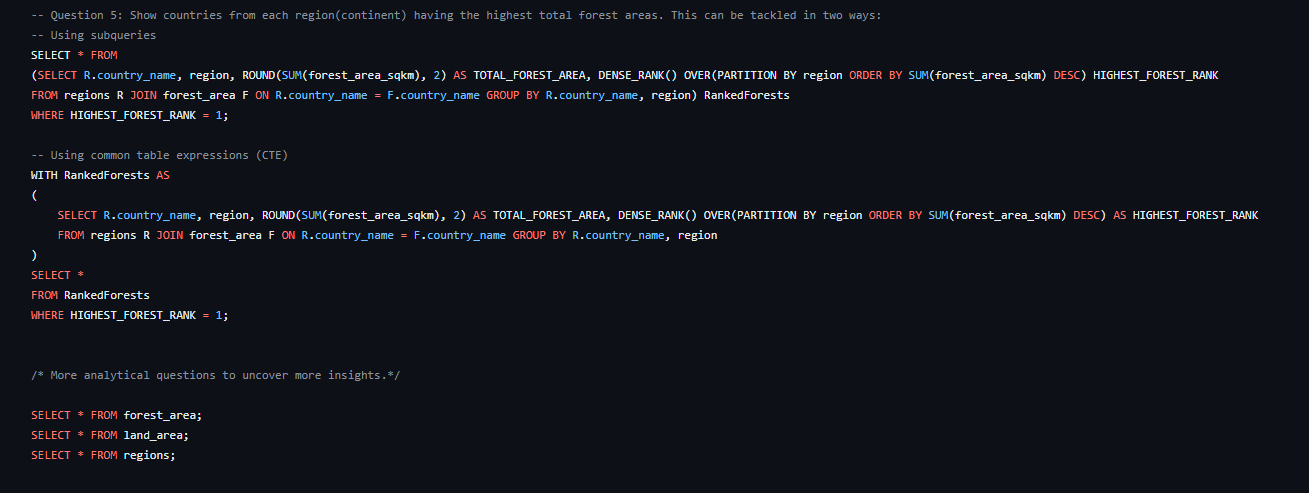 -- Question 5: Show countries from each region(continent) having the highest total forest areas. This can be tackled in two ways:
-- Using subqueries
SELECT * FROM
(SELECT R.country_name, region, ROUND(SUM(forest_area_sqkm), 2) AS TOTAL_FOREST_AREA, DENSE_RANK() OVER(PARTITION BY region ORDER BY SUM(forest_area_sqkm) DESC) HIGHEST_FOREST_RANK
FROM regions R JOIN forest_area F ON R.country_name = F.country_name GROUP BY R.country_name, region) RankedForests
WHERE HIGHEST_FOREST_RANK = 1;
-- Using common table expressions (CTE)
WITH RankedForests AS
(
SELECT R.country_name, region, ROUND(SUM(forest_area_sqkm), 2) AS TOTAL_FOREST_AREA, DENSE_RANK() OVER(PARTITION BY region ORDER BY SUM(forest_area_sqkm) DESC) AS HIGHEST_FOREST_RANK
FROM regions R JOIN forest_area F ON R.country_name = F.country_name GROUP BY R.country_name, region
)
SELECT *
FROM RankedForests
WHERE HIGHEST_FOREST_RANK = 1;
/* More analytical questions to uncover more insights.*/
SELECT * FROM forest_area;
SELECT * FROM land_area;
SELECT * FROM regions;